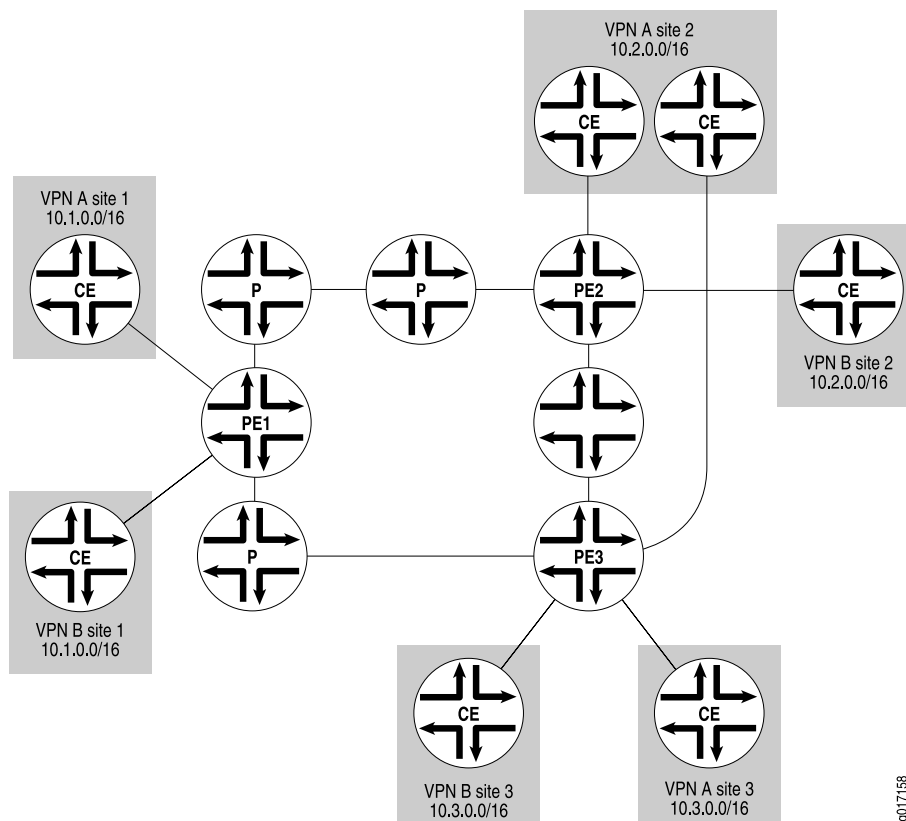 VPN A site 2
10.2.0.0/16
CE
CE
VPN A site 1
10.1.0.0/16
CE
P
P
PE2
CE
VPN B site 2
10.2.0.0/16
PE1
CE
VPN B site 1
10.1.0.0/16
P
PE3
CE
VPN B site 3
10.3.0.0/16
CE
VPN A site 3
10.3.0.0/16
g017158